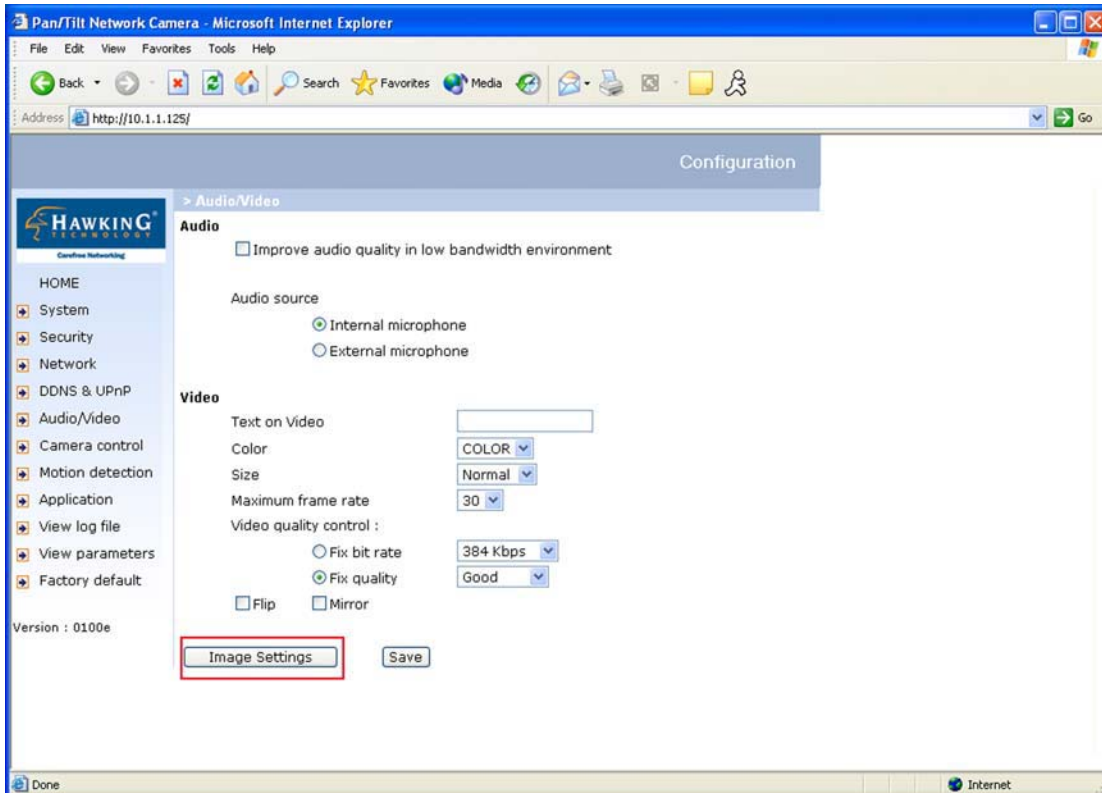 Pan/Tilt Network Camera - Microsoft Internet Explorer
File Edit View Favorites Tools Help
Back Search Favorites Media
Address http://10.1.1.125/ Go
Configuration
HAWKING
TECHNOLOGY
Carefree Networking
HOME
System
Security
Network
DDNS & UPnP
Audio/Video
Camera control
Motion detection
Application
View log file
View parameters
Factory default
Version : 0100e
> Audio/Video
Audio
Improve audio quality in low bandwidth environment
Audio source
Internal microphone
External microphone
Video
Text on Video
Color COLOR
Size Normal
Maximum frame rate 30
Video quality control :
Fix bit rate 384 Kbps
Fix quality Good
Flip Mirror
Image Settings Save
Done Internet